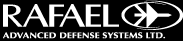 RAFAEL
ADVANCED DEFENSE SYSTEMS LTD.